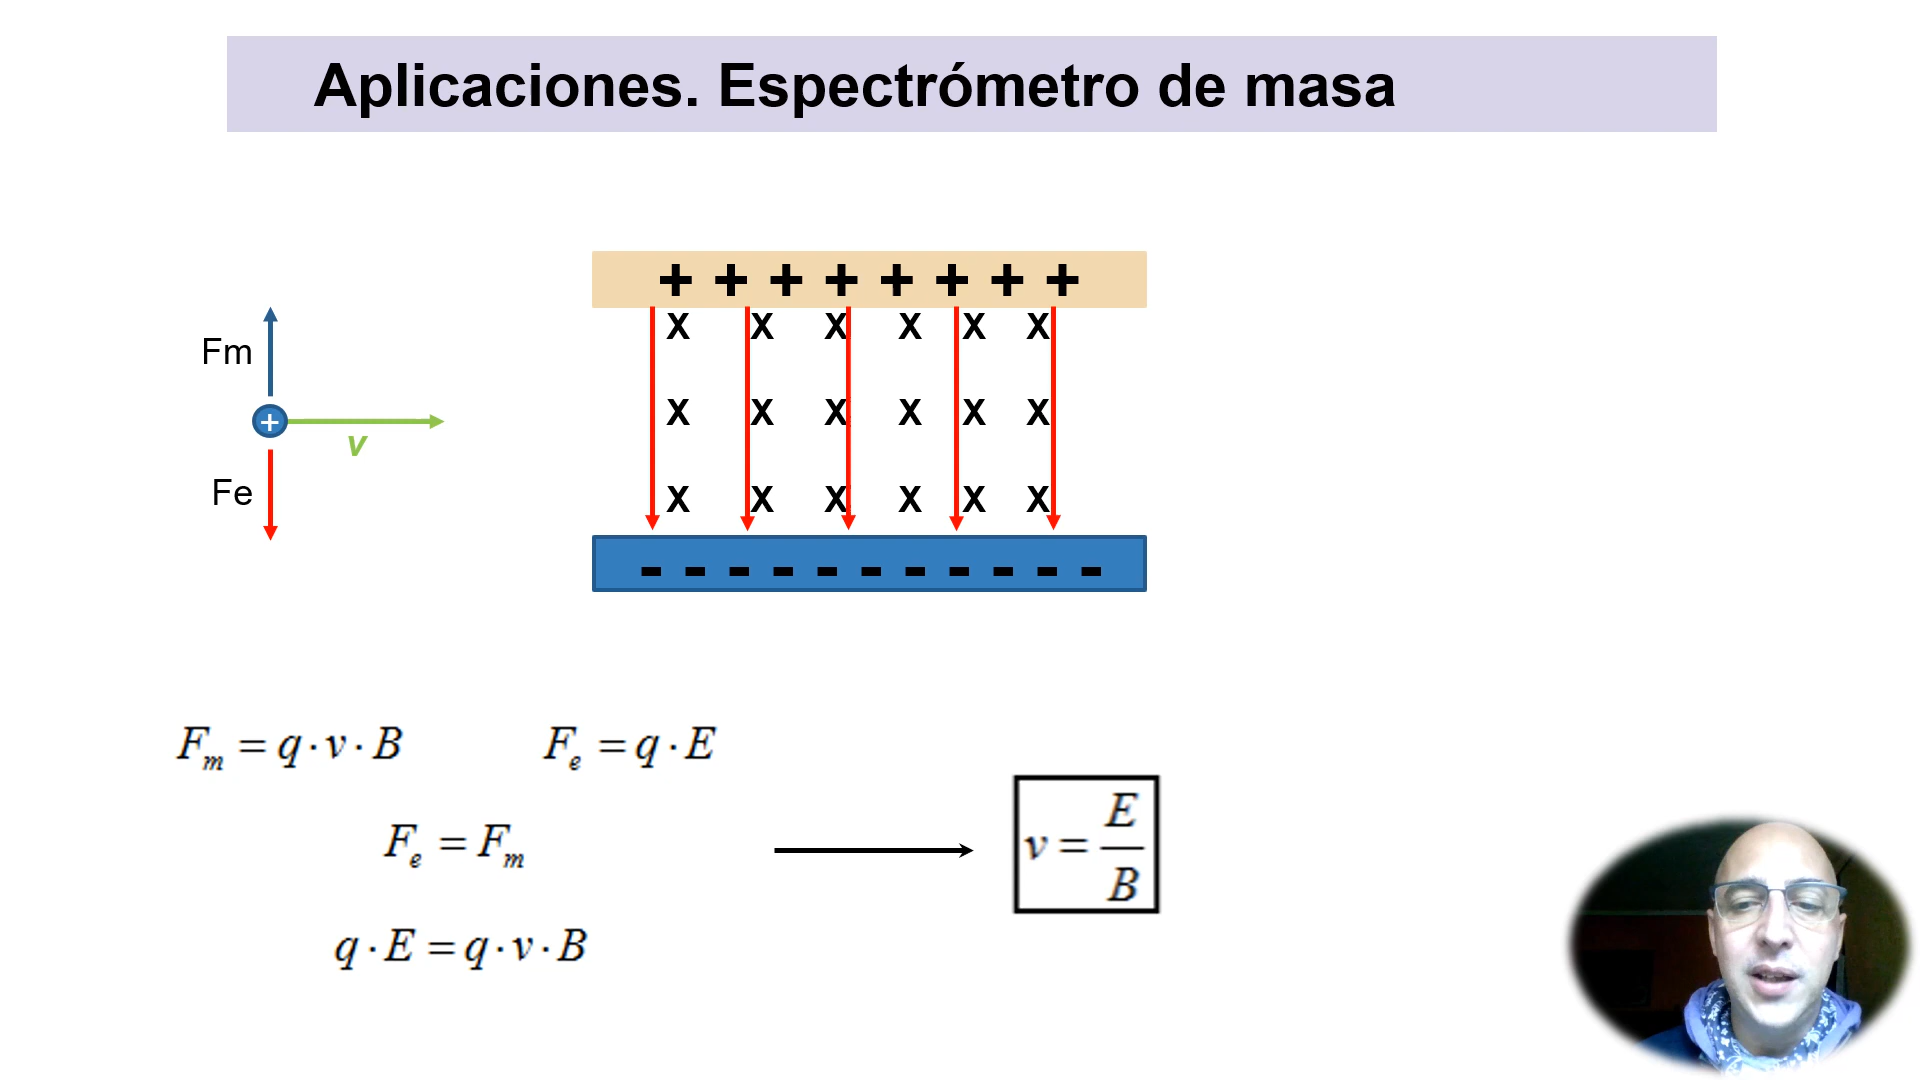 Aplicaciones. Espectrómetro de masa
+ + + + + + + +
x x x x x x
Fm
x x x x x x
+
v
Fe
x x x x x x
- - - - - - - - - - -
F_m = q · v · B
F_e = q · E
F_e = F_m
v = E/B
q · E = q · v · B